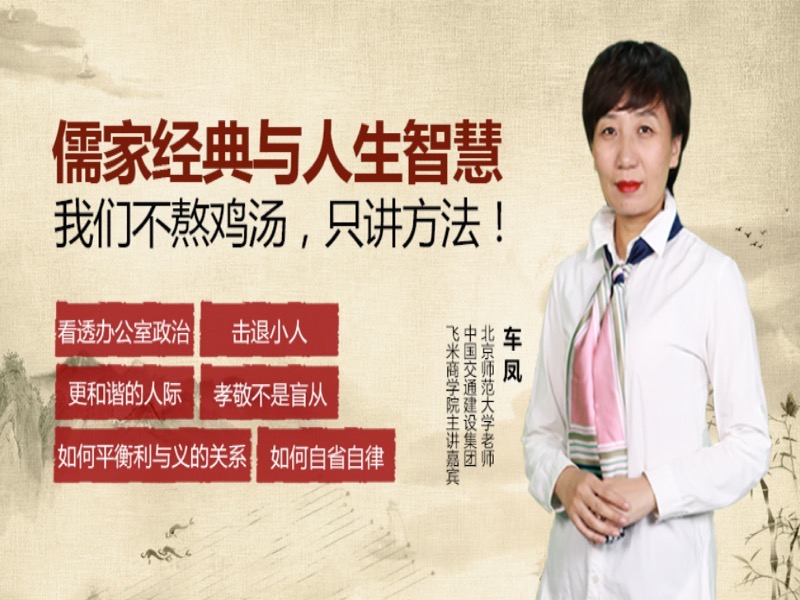 儒家经典与人生智慧
我们不熬鸡汤，只讲方法！
看透办公室政治
击退小人
更和谐的人际
孝敬不是盲从
如何平衡利与义的关系
如何自省自律
车凤
北京师范大学老师
中国交通建设集团
飞米商学院主讲嘉宾